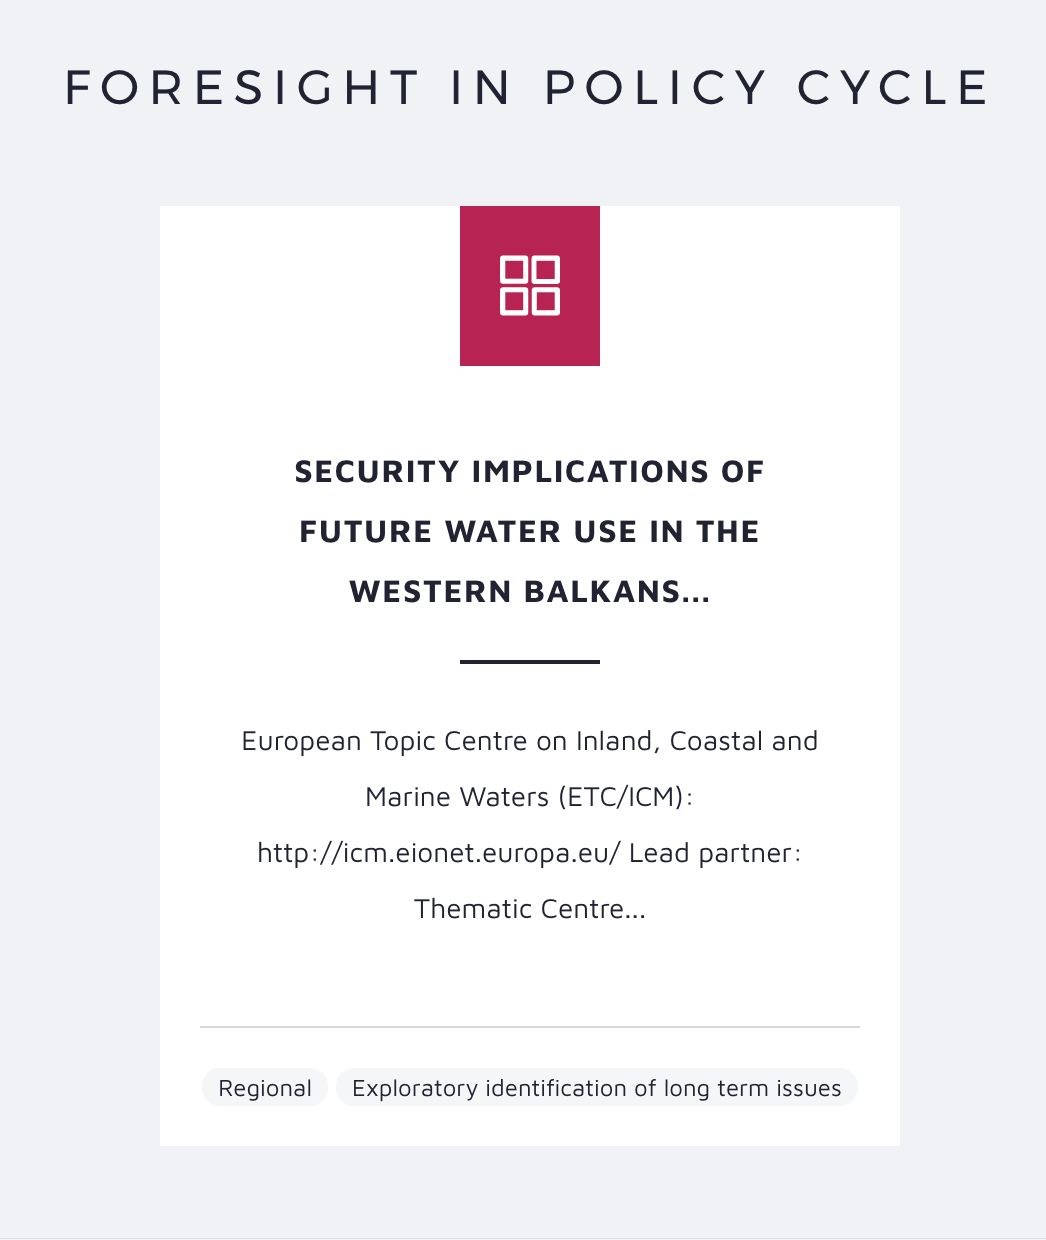 FORESIGHT IN POLICY CYCLE
SECURITY IMPLICATIONS OF
FUTURE WATER USE IN THE
WESTERN BALKANS...
European Topic Centre on Inland, Coastal and
Marine Waters (ETC/ICM):
http://icm.eionet.europa.eu/ Lead partner:
Thematic Centre...
Regional
Exploratory identification of long term issues